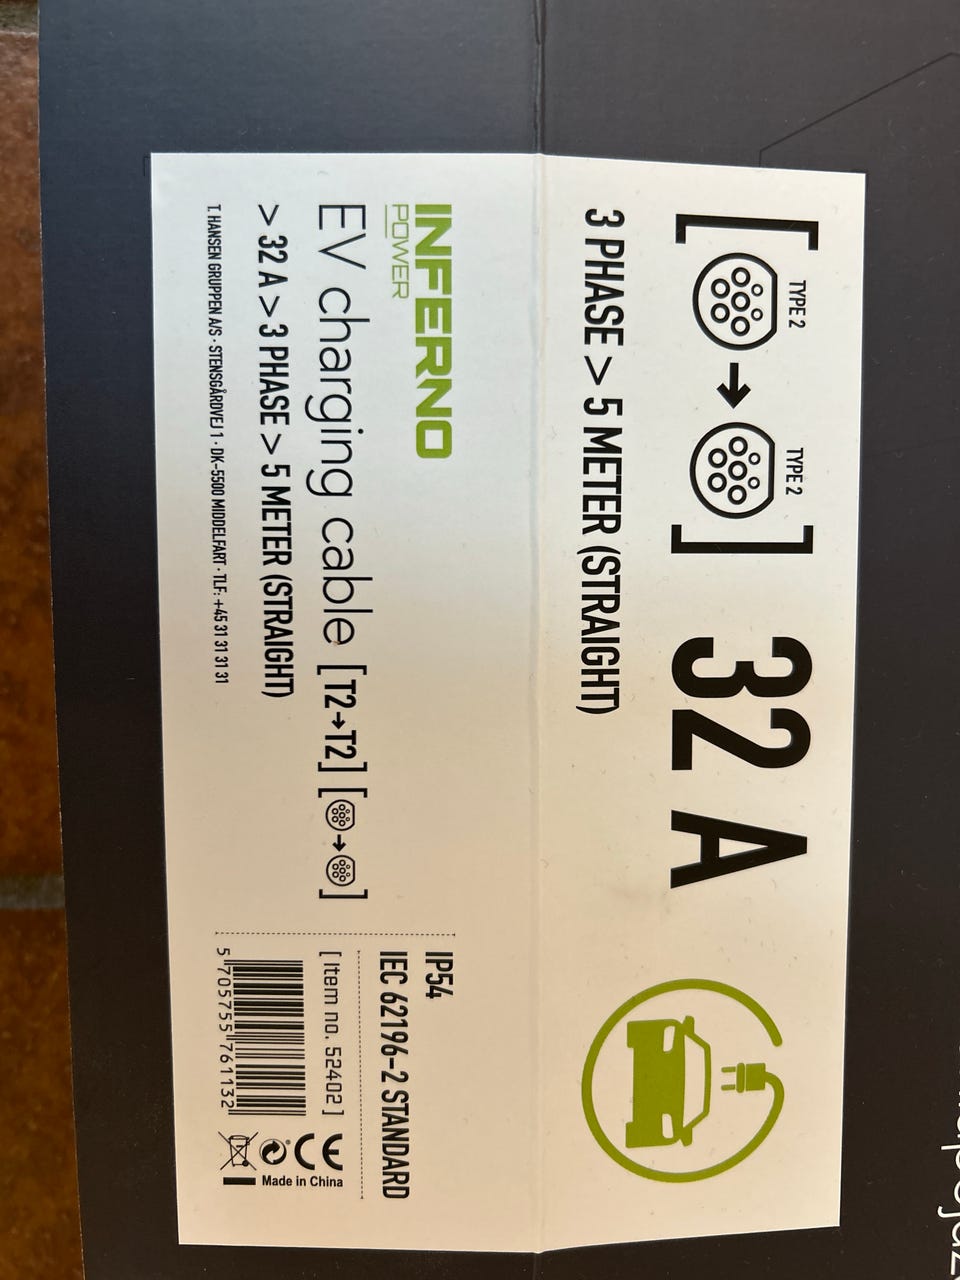 TYPE 2
TYPE 2
32 A
3 PHASE > 5 METER (STRAIGHT)
INFERNO
POWER
EV charging cable [T2→T2]
> 32 A > 3 PHASE > 5 METER (STRAIGHT)
T. HANSEN GRUPPEN A/S · STENSGÅRDVEJ 1 · DK-5500 MIDDELFART · TLF: +45 31 31 31 31
IP54
IEC 62196-2 STANDARD
[ Item no. 52402 ]
5 705755 761132
CE
Made in China